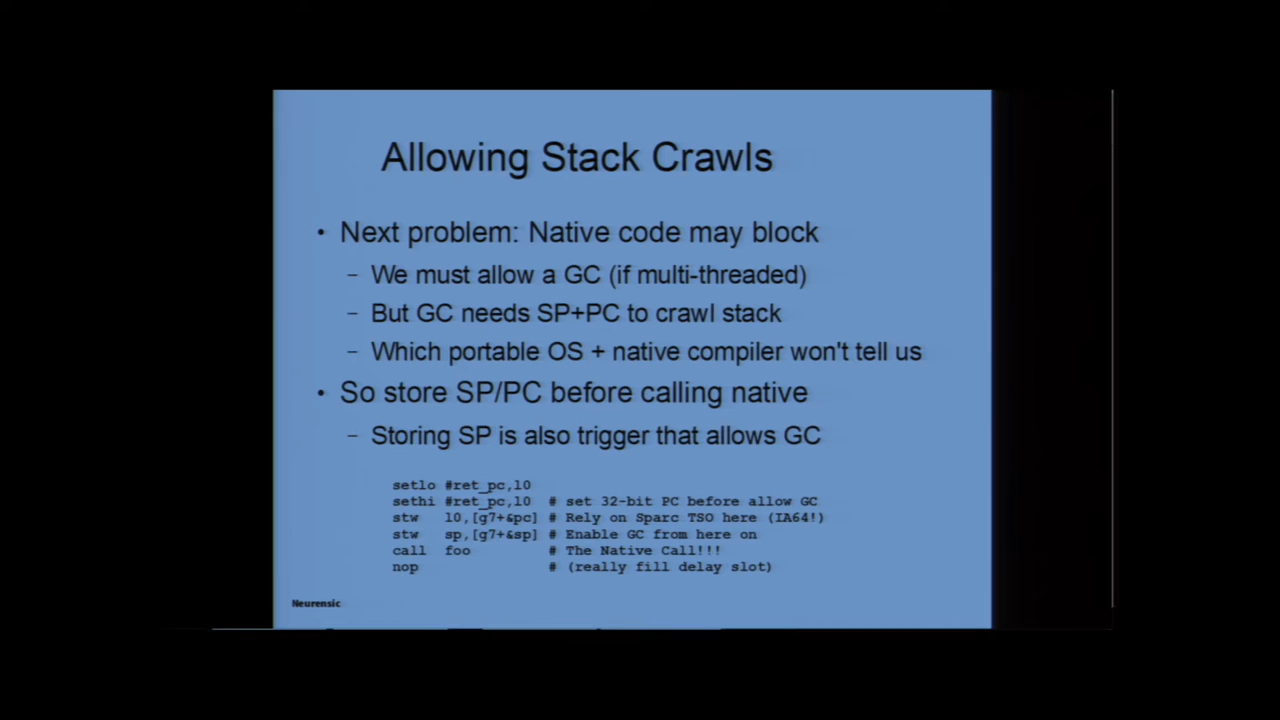 Allowing Stack Crawls
• Next problem: Native code may block
– We must allow a GC (if multi-threaded)
– But GC needs SP+PC to crawl stack
– Which portable OS + native compiler won't tell us
• So store SP/PC before calling native
– Storing SP is also trigger that allows GC
setlo #ret_pc,l0
sethi #ret_pc,l0 # set 32-bit PC before allow GC
stw l0,[g7+&pc] # Rely on Sparc TSO here (IA64!)
stw sp,[g7+&sp] # Enable GC from here on
call foo # The Native Call!!!
nop # (really fill delay slot)
Neurensic